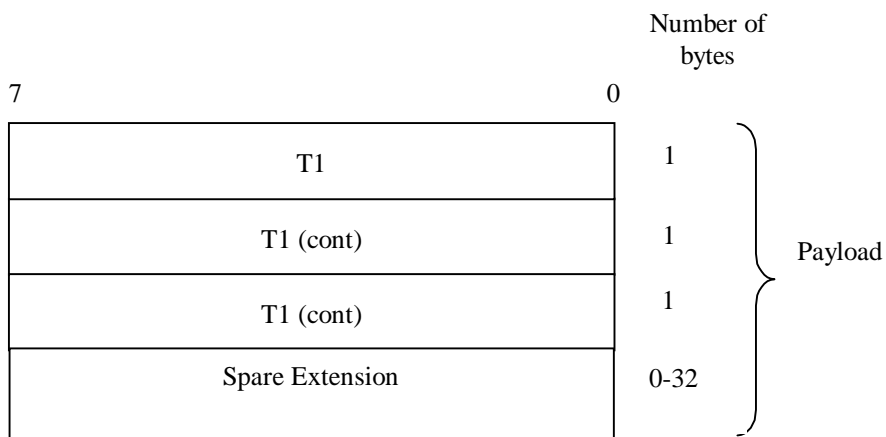 Number of
bytes
7 0
T1 1
T1 (cont) 1
Payload
T1 (cont) 1
Spare Extension 0-32